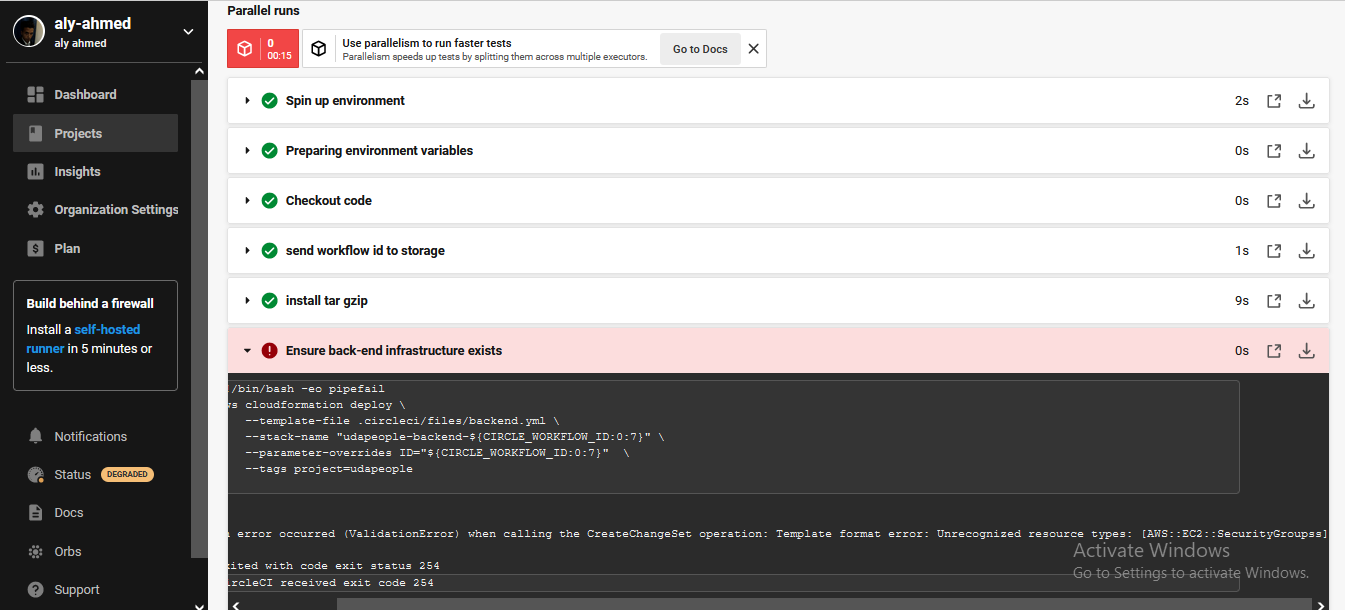 aly-ahmed
aly ahmed
Dashboard
Projects
Insights
Organization Settings
Plan
Build behind a firewall
Install a self-hosted
runner in 5 minutes or
less.
Notifications
Status DEGRADED
Docs
Orbs
Support
Parallel runs
0
00:15
Use parallelism to run faster tests
Parallelism speeds up tests by splitting them across multiple executors.
Go to Docs
Spin up environment 2s
Preparing environment variables 0s
Checkout code 0s
send workflow id to storage 1s
install tar gzip 9s
Ensure back-end infrastructure exists 0s
/bin/bash -eo pipefail
ws cloudformation deploy \
--template-file .circleci/files/backend.yml \
--stack-name "udapeople-backend-${CIRCLE_WORKFLOW_ID:0:7}" \
--parameter-overrides ID="${CIRCLE_WORKFLOW_ID:0:7}" \
--tags project=udapeople
n error occurred (ValidationError) when calling the CreateChangeSet operation: Template format error: Unrecognized resource types: [AWS::EC2::SecurityGroupss]
xited with code exit status 254
ircleCI received exit code 254
Activate Windows
Go to Settings to activate Windows.